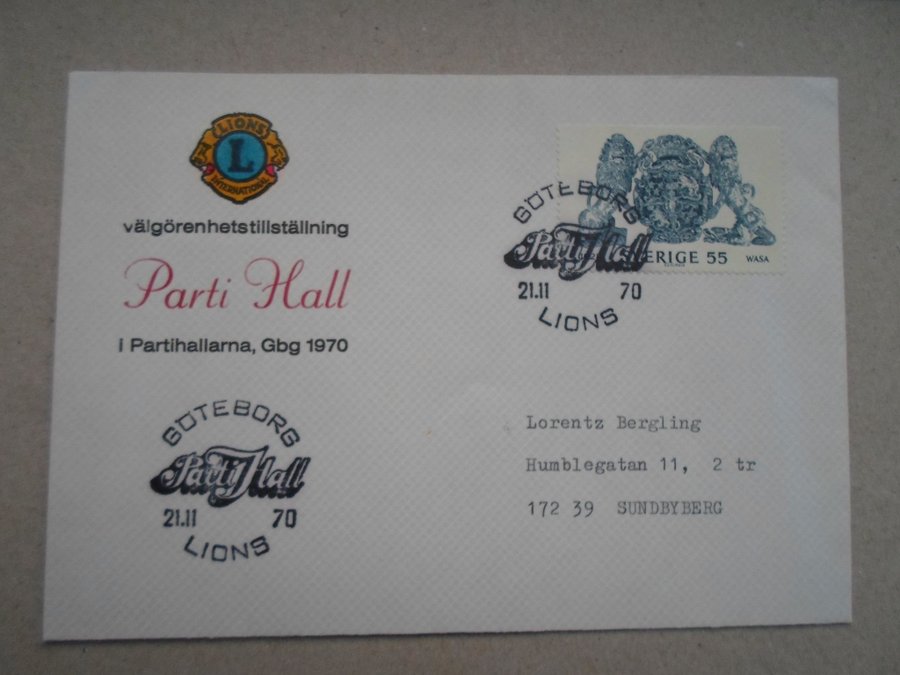 LIONS
L
INTERNATIONAL
välgörenhetstillställning
Parti Hall
i Partihallarna, Gbg 1970
GÖTEBORG
Parti Hall
21.11 70
LIONS
SVERIGE 55 WASA
GÖTEBORG
Parti Hall
21.11 70
LIONS
Lorentz Bergling
Humblegatan 11, 2 tr
172 39 SUNDBYBERG